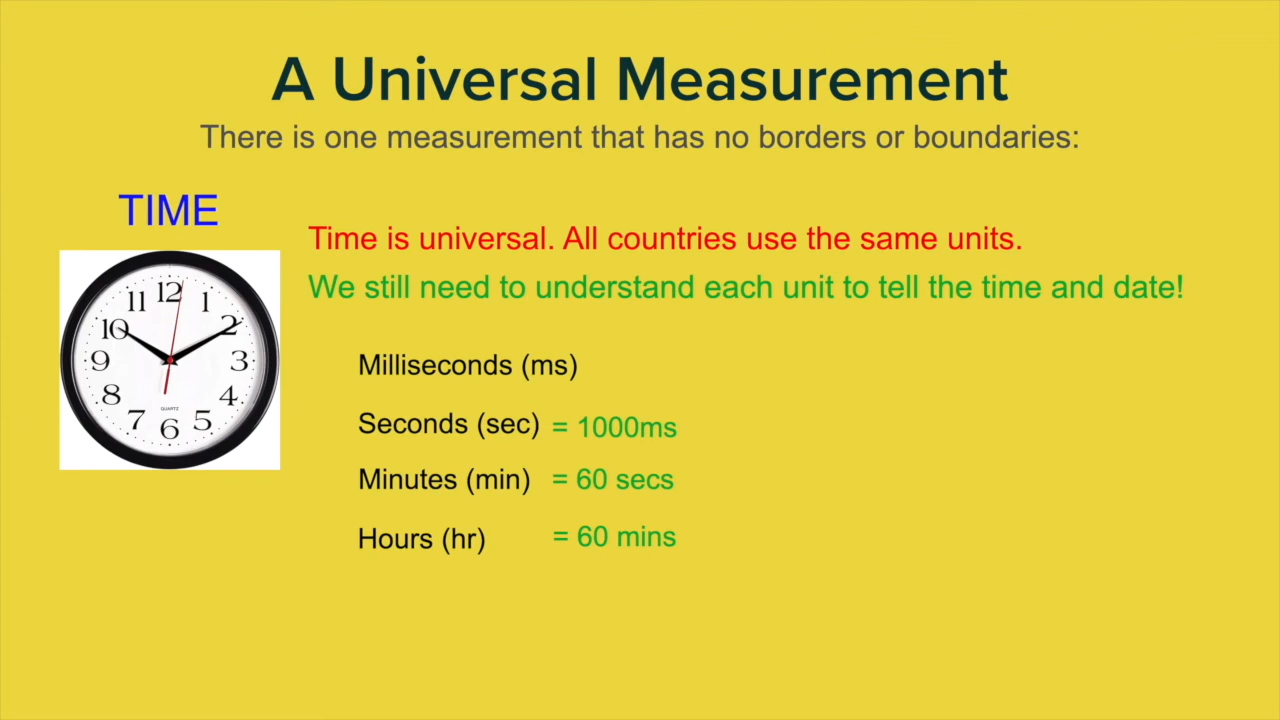 A Universal Measurement
There is one measurement that has no borders or boundaries:
TIME
Time is universal. All countries use the same units.
We still need to understand each unit to tell the time and date!
12
11
1
10
2
9
3
8
4
7
5
6
QUARTZ
Milliseconds (ms)
Seconds (sec) = 1000ms
Minutes (min) = 60 secs
Hours (hr) = 60 mins